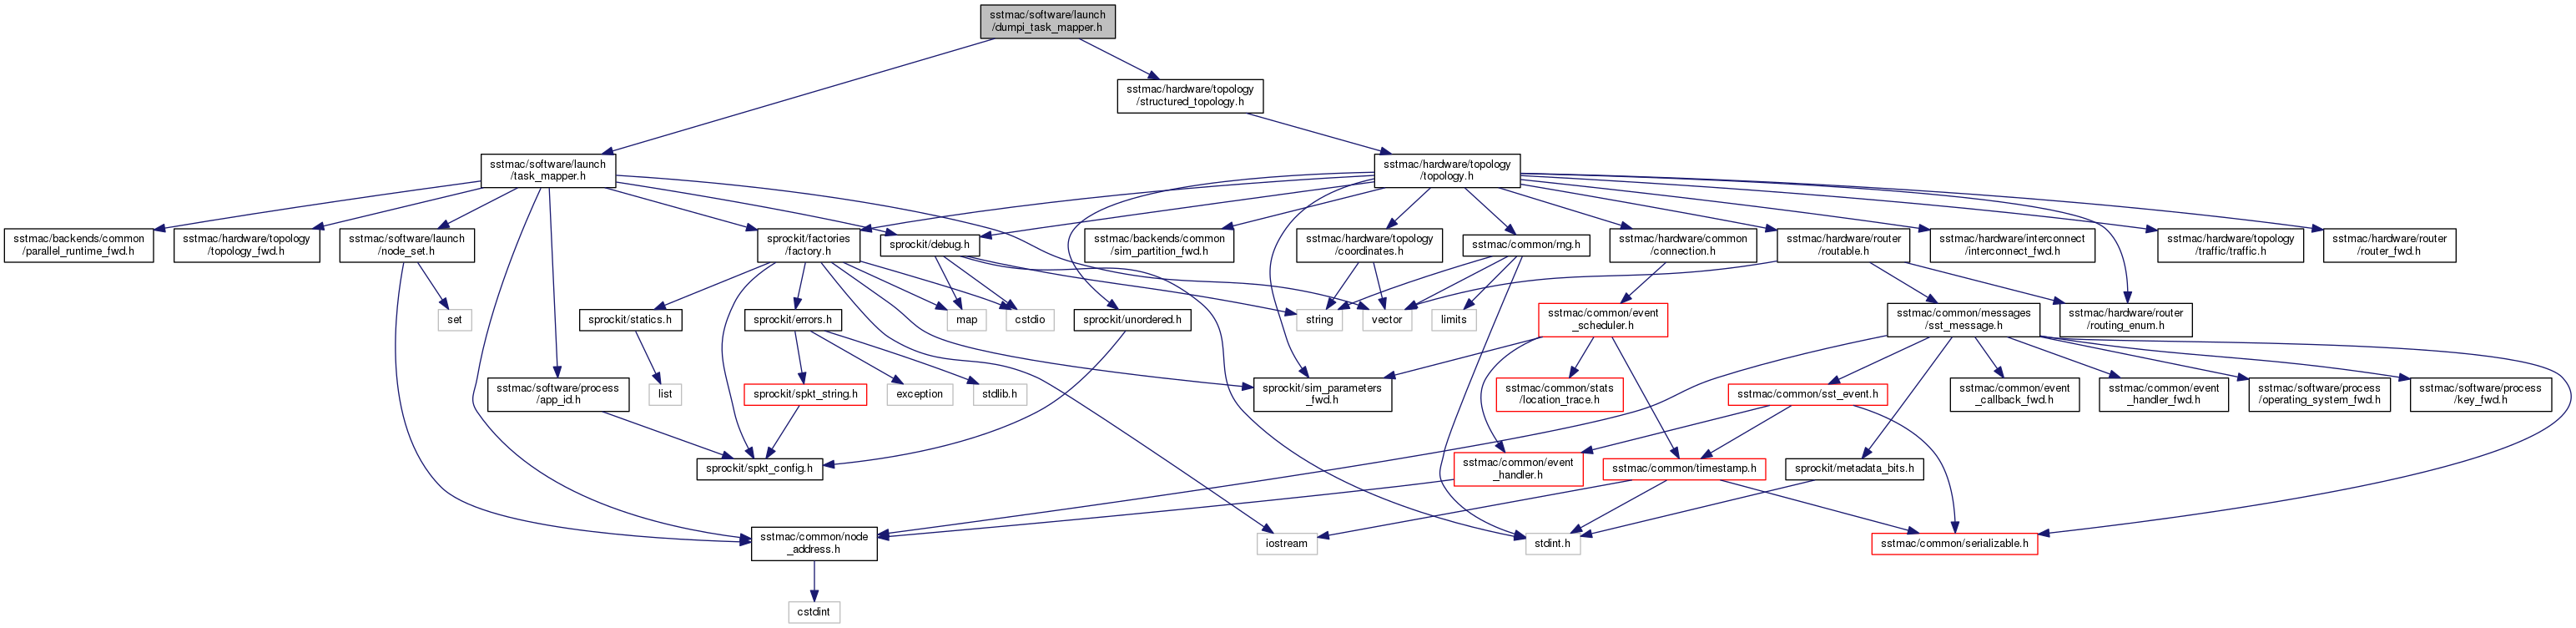 sstmac/software/launch
/dumpi_task_mapper.h
sstmac/hardware/topology
/structured_topology.h
sstmac/software/launch
/task_mapper.h
sstmac/hardware/topology
/topology.h
sstmac/backends/common
/parallel_runtime_fwd.h
sstmac/hardware/topology
/topology_fwd.h
sstmac/software/launch
/node_set.h
sprockit/factories
/factory.h
sprockit/debug.h
sstmac/backends/common
/sim_partition_fwd.h
sstmac/hardware/topology
/coordinates.h
sstmac/common/rng.h
sstmac/hardware/common
/connection.h
sstmac/hardware/router
/routable.h
sstmac/hardware/interconnect
/interconnect_fwd.h
sstmac/hardware/topology
/traffic/traffic.h
sstmac/hardware/router
/router_fwd.h
set
sprockit/statics.h
sprockit/errors.h
map
cstdio
sprockit/unordered.h
string
vector
limits
sstmac/common/event
_scheduler.h
sstmac/common/messages
/sst_message.h
sstmac/hardware/router
/routing_enum.h
sstmac/software/process
/app_id.h
list
sprockit/spkt_string.h
exception
stdlib.h
sprockit/sim_parameters
_fwd.h
sstmac/common/stats
/location_trace.h
sstmac/common/sst_event.h
sstmac/common/event
_callback_fwd.h
sstmac/common/event
_handler_fwd.h
sstmac/software/process
/operating_system_fwd.h
sstmac/software/process
/key_fwd.h
sprockit/spkt_config.h
sstmac/common/event
_handler.h
sstmac/common/timestamp.h
sprockit/metadata_bits.h
sstmac/common/node
_address.h
iostream
stdint.h
sstmac/common/serializable.h
cstdint